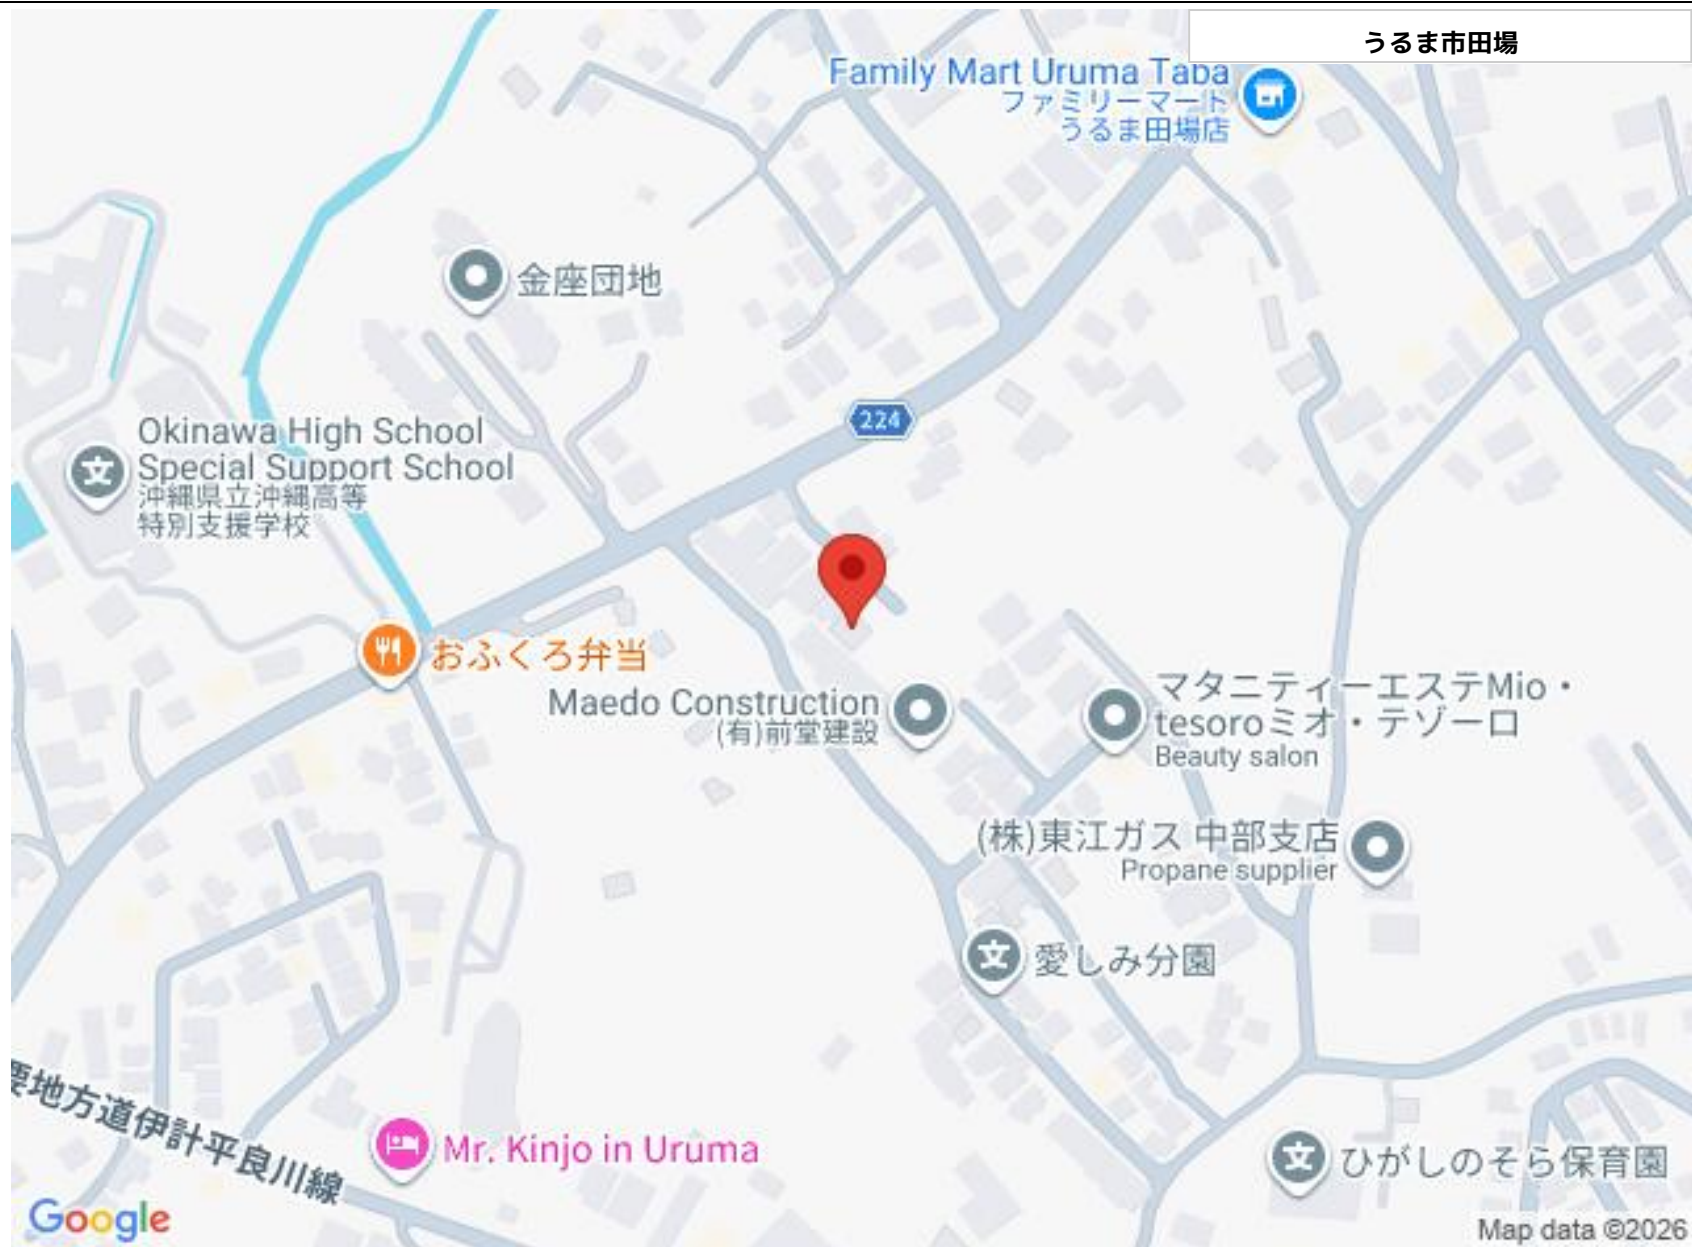 うるま市田場
Family Mart Uruma Taba
ファミリーマート
うるま田場店
金座団地
224
Okinawa High School
Special Support School
沖縄県立沖縄高等
特別支援学校
おふくろ弁当
Maedo Construction
(有)前堂建設
マタニティーエステMio・
tesoroミオ・テゾーロ
Beauty salon
(株)東江ガス 中部支店
Propane supplier
愛しみ分園
要地方道伊計平良川線
Mr. Kinjo in Uruma
ひがしのそら保育園
Google
Map data ©2026